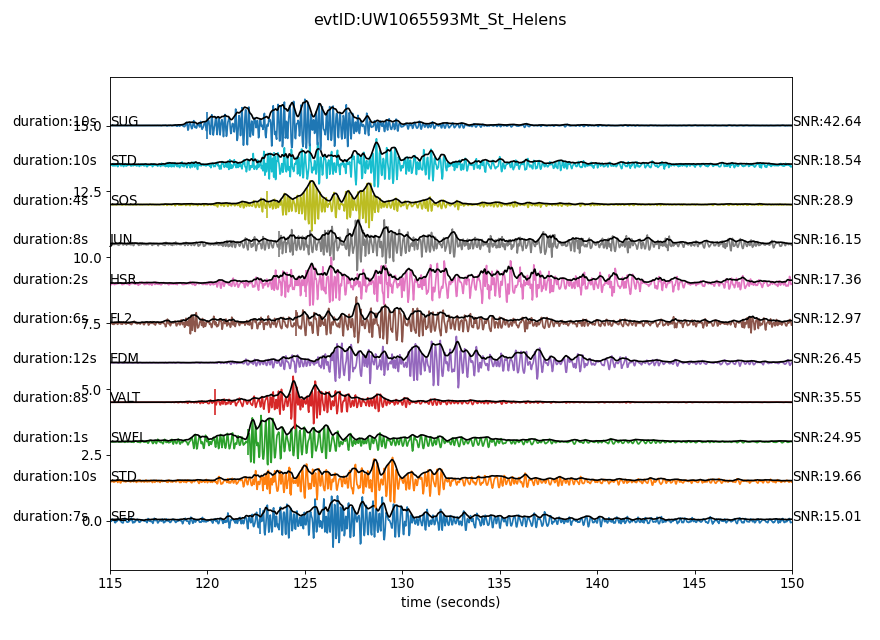 evtID:UW1065593Mt_St_Helens
duration:10s SUG SNR:42.64
15.0
duration:10s STD SNR:18.54
12.5
duration:4s SOS SNR:28.9
duration:8s JUN SNR:16.15
10.0
duration:2s HSR SNR:17.36
duration:6s FL2 SNR:12.97
7.5
duration:12s EDM SNR:26.45
5.0
duration:8s VALT SNR:35.55
duration:1s SWFL SNR:24.95
2.5
duration:10s STD SNR:19.66
duration:7s SEP SNR:15.01
0.0
115 120 125 130 135 140 145 150
time (seconds)